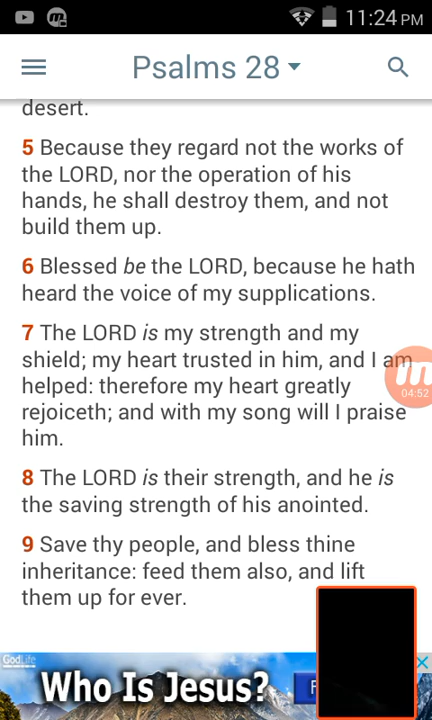 11:24 PM
Psalms 28
desert.
5 Because they regard not the works of
the LORD, nor the operation of his
hands, he shall destroy them, and not
build them up.
6 Blessed be the LORD, because he hath
heard the voice of my supplications.
7 The LORD is my strength and my
shield; my heart trusted in him, and I am
helped: therefore my heart greatly
rejoiceth; and with my song will I praise
him.
04:52
8 The LORD is their strength, and he is
the saving strength of his anointed.
9 Save thy people, and bless thine
inheritance: feed them also, and lift
them up for ever.
GodLife
Who Is Jesus?